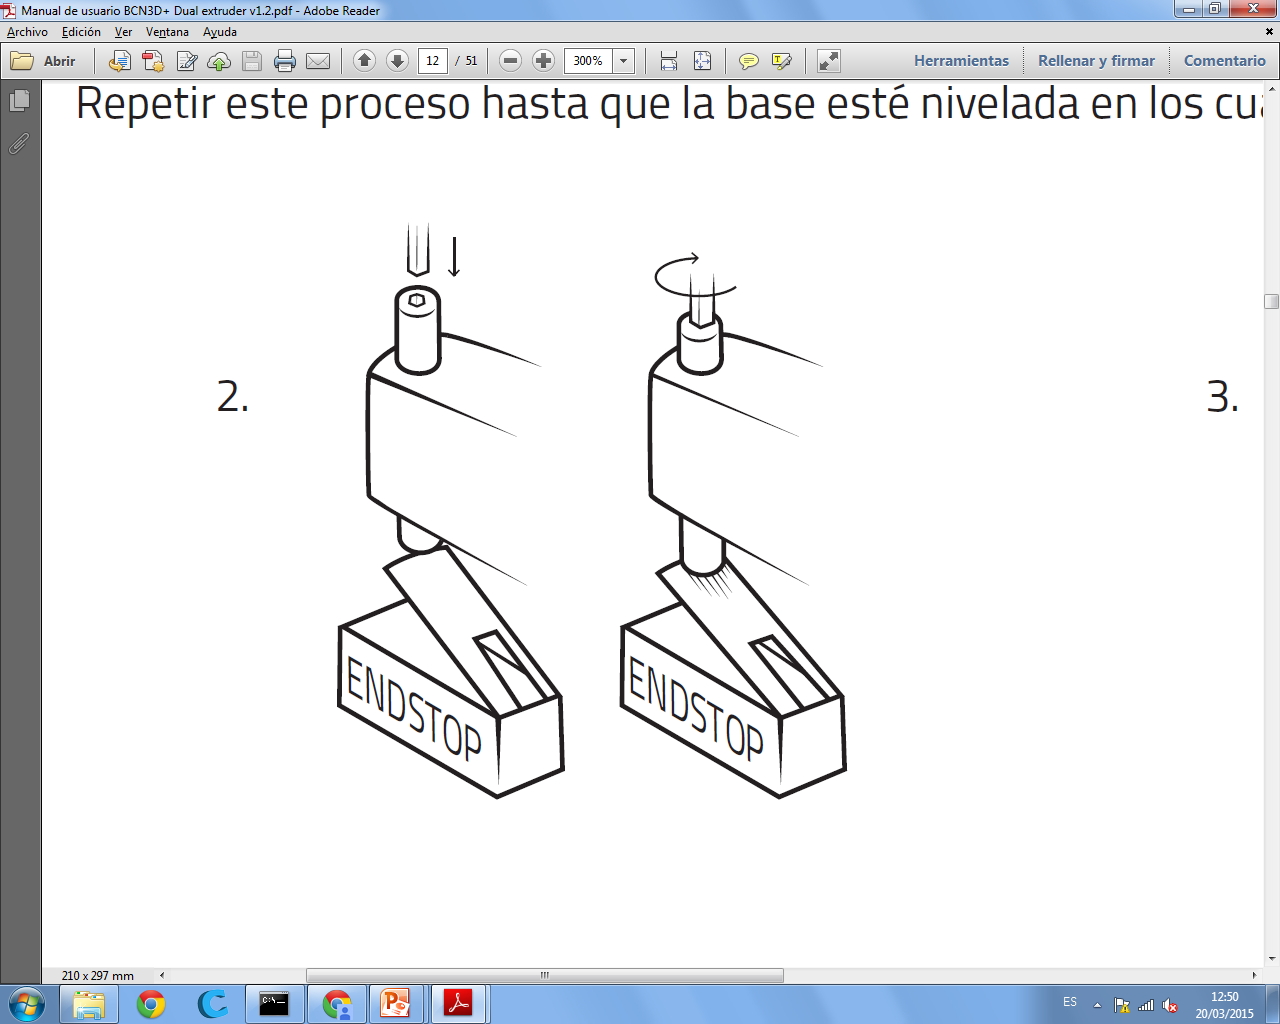 Manual de usuario BCN3D+ Dual extruder v1.2.pdf - Adobe Reader
Archivo Edición Ver Ventana Ayuda
Abrir 12 / 51 300% Herramientas Rellenar y firmar Comentario
Repetir este proceso hasta que la base esté nivelada en los cua
2. 3.
ENDSTOP ENDSTOP
210 x 297 mm
C:\_
ES 12:50
20/03/2015